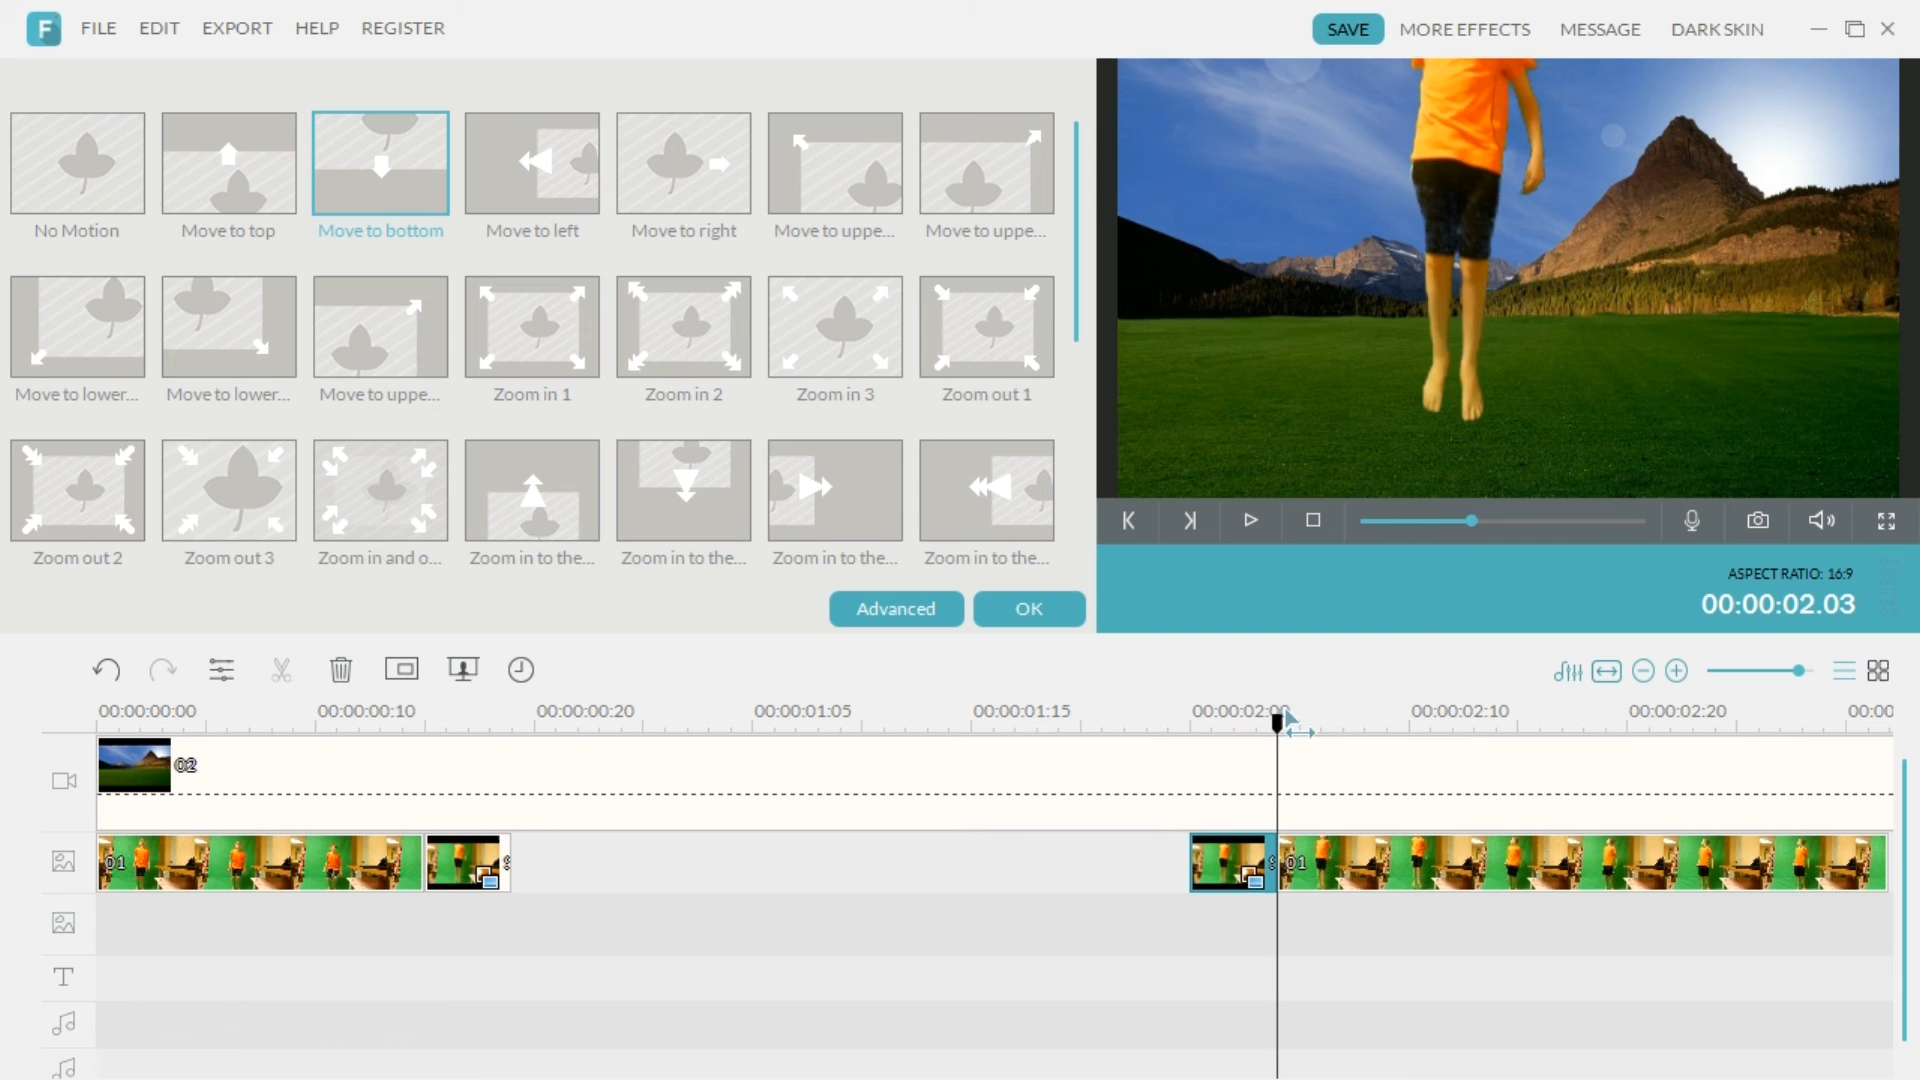 F FILE EDIT EXPORT HELP REGISTER SAVE MORE EFFECTS MESSAGE DARK SKIN
No Motion Move to top Move to bottom Move to left Move to right Move to uppe... Move to uppe...
Move to lower... Move to lower... Move to uppe... Zoom in 1 Zoom in 2 Zoom in 3 Zoom out 1
Zoom out 2 Zoom out 3 Zoom in and o... Zoom in to the... Zoom in to the... Zoom in to the... Zoom in to the...
ASPECT RATIO: 16:9
00:00:02.03
Advanced OK
00:00:00:00 00:00:00:10 00:00:00:20 00:00:01:05 00:00:01:15 00:00:02:00 00:00:02:10 00:00:02:20 00:00
02
01 01
T